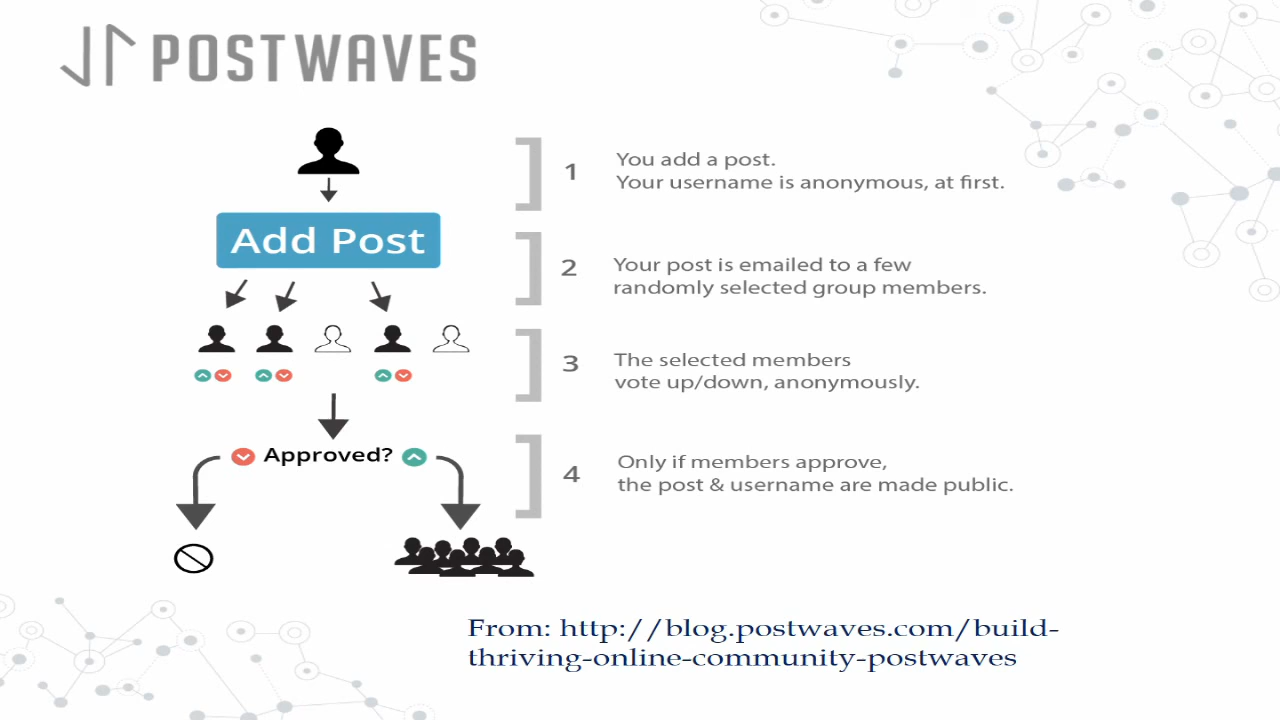 POSTWAVES
1
You add a post.
Your username is anonymous, at first.
Add Post
2
Your post is emailed to a few
randomly selected group members.
3
The selected members
vote up/down, anonymously.
Approved?
4
Only if members approve,
the post & username are made public.
From: http://blog.postwaves.com/build-
thriving-online-community-postwaves